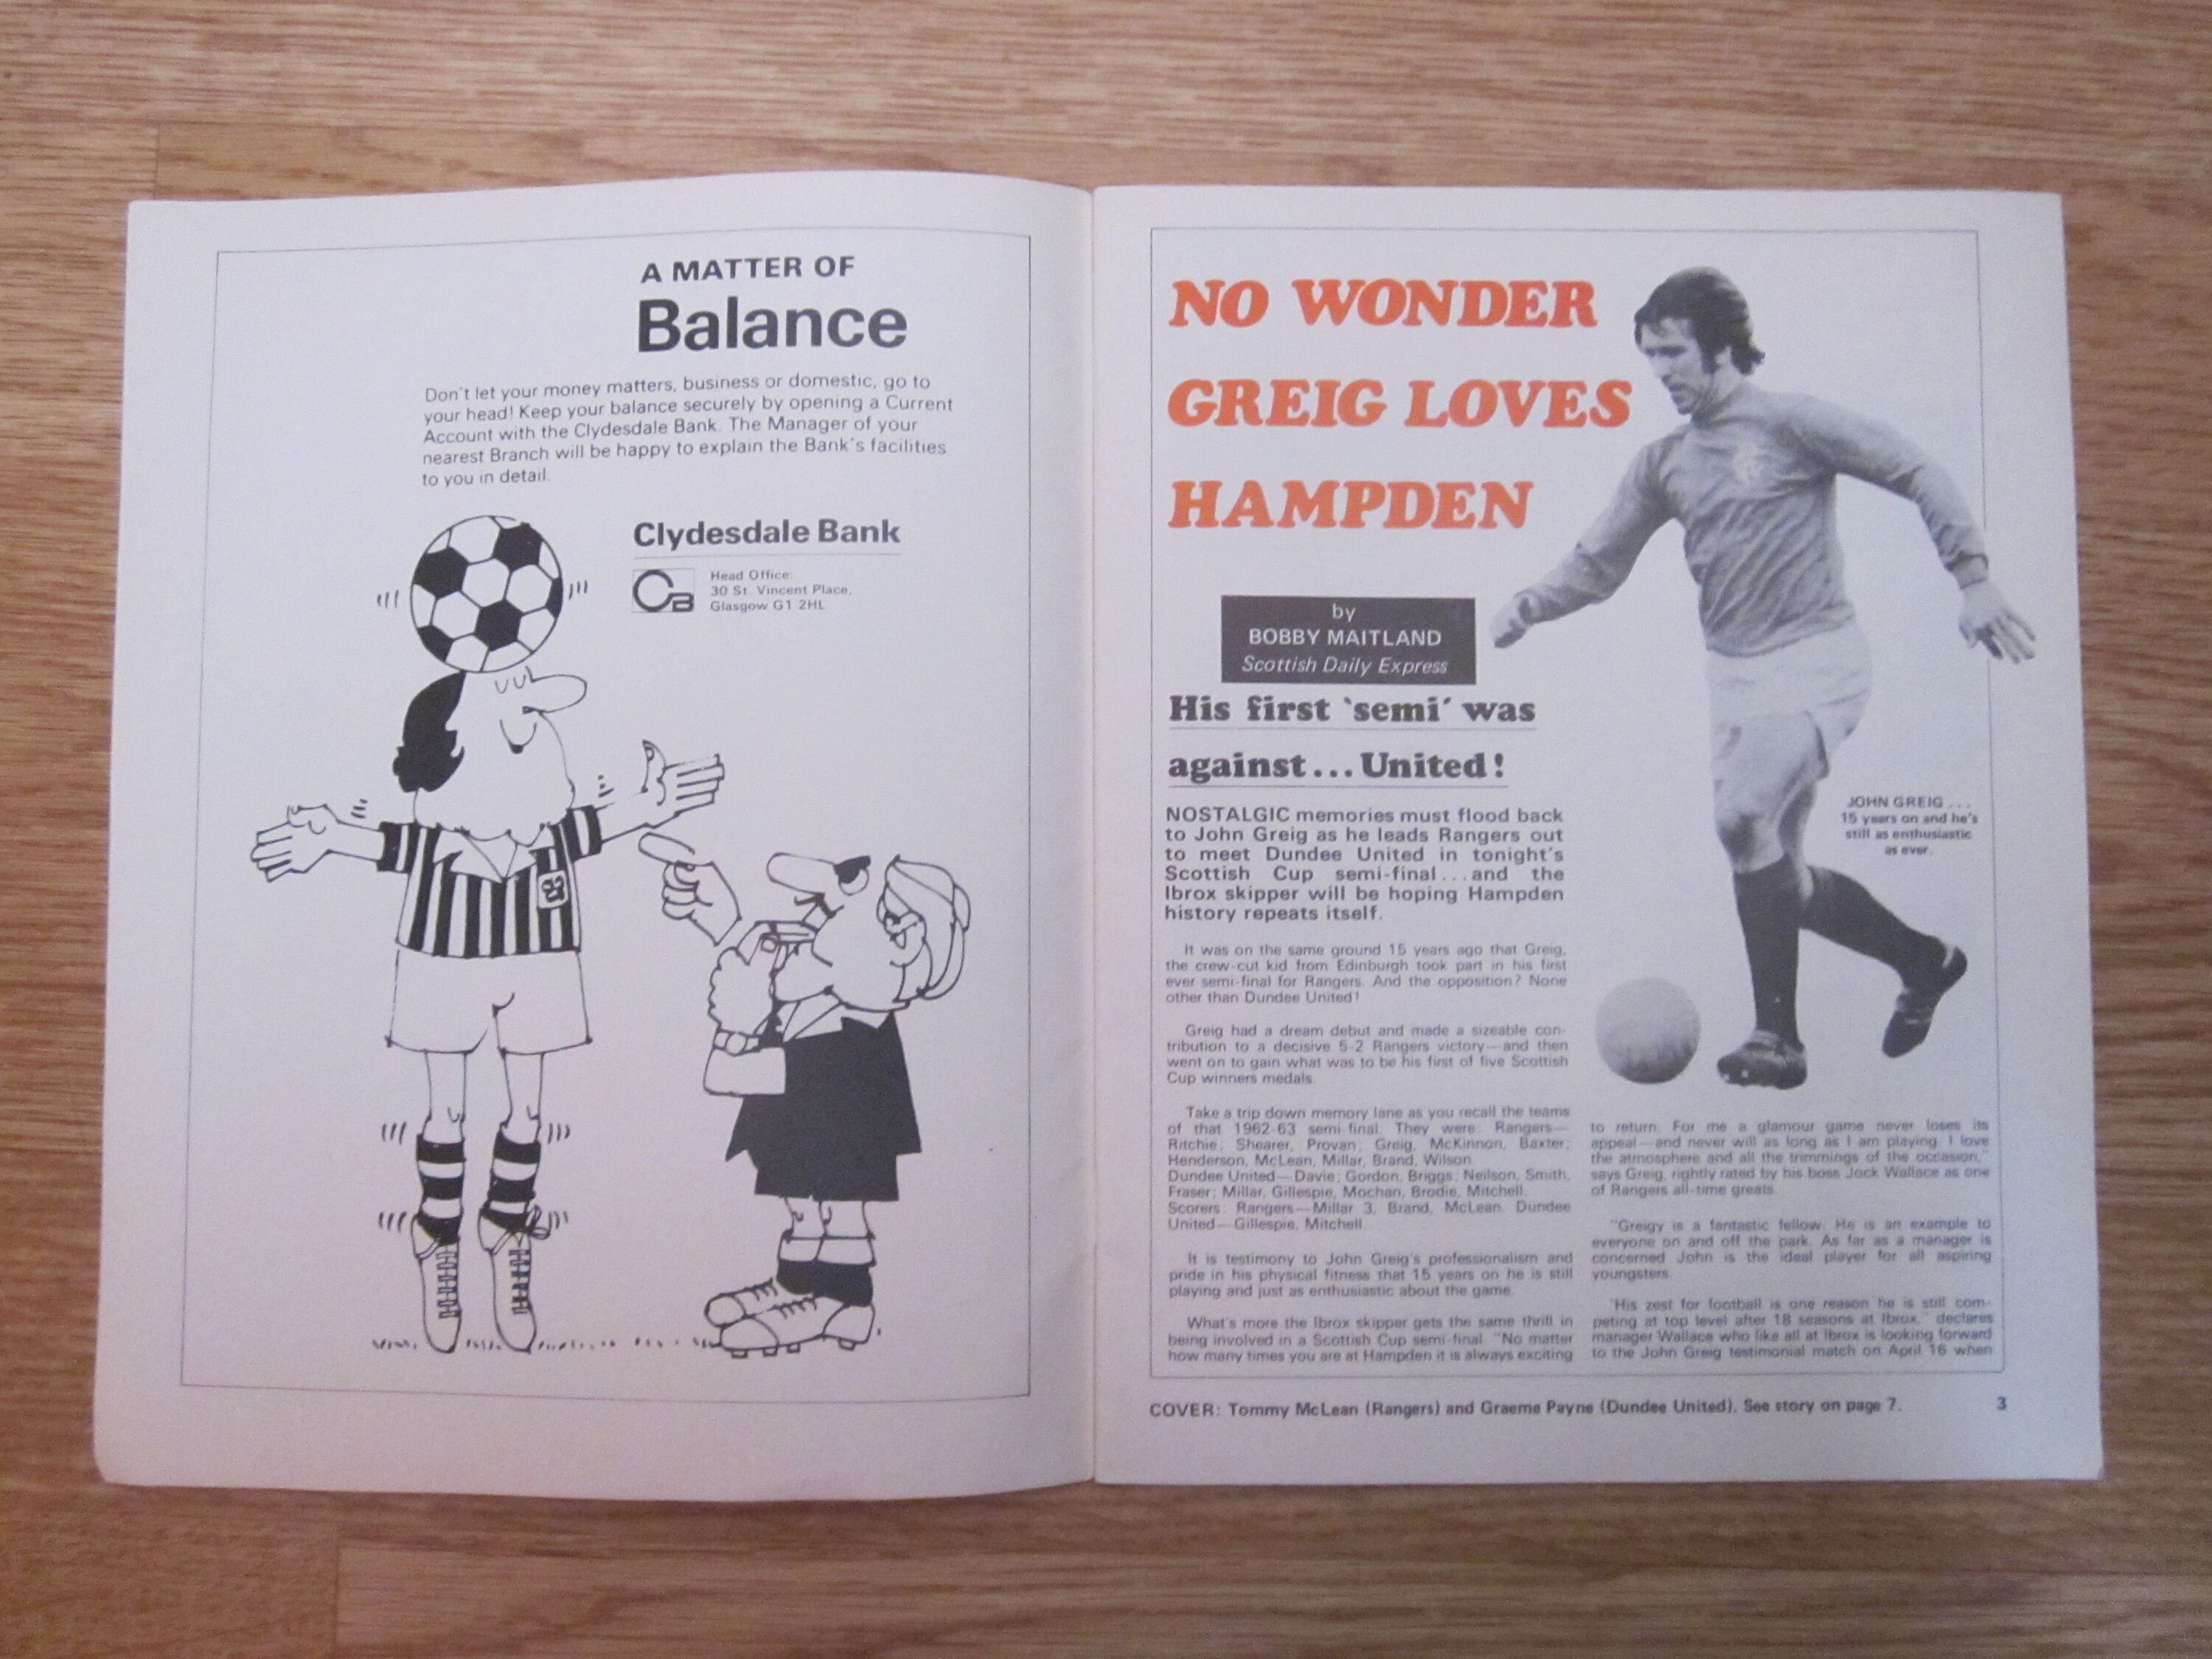 A MATTER OF
Balance
Don't let your money matters, business or domestic, go to
your head! Keep your balance securely by opening a Current
Account with the Clydesdale Bank. The Manager of your
nearest Branch will be happy to explain the Bank's facilities
to you in detail.
Clydesdale Bank
CB
Head Office:
30 St. Vincent Place,
Glasgow G1 2HL
NO WONDER
GREIG LOVES
HAMPDEN
by
BOBBY MAITLAND
Scottish Daily Express
His first 'semi' was
against...United!
NOSTALGIC memories must flood back
to John Greig as he leads Rangers out
to meet Dundee United in tonight's
Scottish Cup semi-final...and the
Ibrox skipper will be hoping Hampden
history repeats itself.
It was on the same ground 15 years ago that Greig,
the crew-cut kid from Edinburgh took part in his first
ever semi-final for Rangers. And the opposition? None
other than Dundee United!
Greig had a dream debut and made a sizeable con-
tribution to a decisive 5-2 Rangers victory—and then
went on to gain what was to be his first of five Scottish
Cup winners medals.
Take a trip down memory lane as you recall the teams
of that 1962-63 semi-final. They were: Rangers—
Ritchie; Shearer, Provan; Greig, McKinnon, Baxter;
Henderson, McLean, Millar, Brand, Wilson.
Dundee United—Davie; Gordon, Briggs; Neilson, Smith,
Fraser; Millar, Gillespie, Mochan, Brodie, Mitchell.
Scorers: Rangers—Millar 3, Brand, McLean. Dundee
United—Gillespie, Mitchell.
It is testimony to John Greig's professionalism and
pride in his physical fitness that 15 years on he is still
playing and just as enthusiastic about the game.
What's more the Ibrox skipper gets the same thrill in
being involved in a Scottish Cup semi-final. "No matter
how many times you are at Hampden it is always exciting
JOHN GREIG ...
15 years on and he's
still as enthusiastic
as ever.
to return. For me a glamour game never loses its
appeal—and never will as long as I am playing. I love
the atmosphere and all the trimmings of the occasion,"
says Greig, rightly rated by his boss Jock Wallace as one
of Rangers all-time greats.
"Greigy is a fantastic fellow. He is an example to
everyone on and off the park. As far as a manager is
concerned John is the ideal player for all aspiring
youngsters.
"His zest for football is one reason he is still com-
peting at top level after 18 seasons at Ibrox," declares
manager Wallace who like all at Ibrox is looking forward
to the John Greig testimonial match on April 16 when
COVER: Tommy McLean (Rangers) and Graeme Payne (Dundee United). See story on page 7.
3